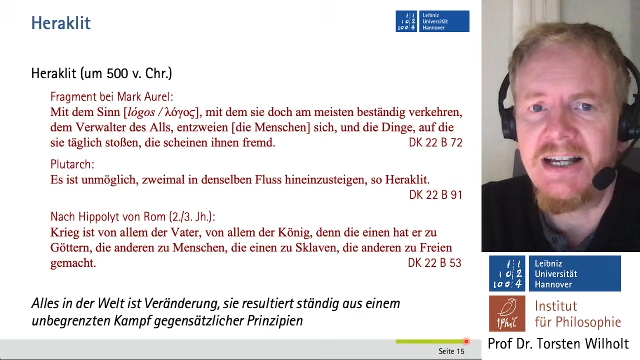 Heraklit
Leibniz
Universität
Hannover
Heraklit (um 500 v. Chr.)
Fragment bei Mark Aurel:
Mit dem Sinn [lógos / λόγος], mit dem sie doch am meisten beständig verkehren,
dem Verwalter des Alls, entzweien [die Menschen] sich, und die Dinge, auf die
sie täglich stoßen, die scheinen ihnen fremd.
DK 22 B 72
Plutarch:
Es ist unmöglich, zweimal in denselben Fluss hineinzusteigen, so Heraklit.
DK 22 B 91
Nach Hippolyt von Rom (2./3. Jh.):
Krieg ist von allem der Vater, von allem der König, denn die einen hat er zu
Göttern, die anderen zu Menschen, die einen zu Sklaven, die anderen zu Freien
gemacht.
DK 22 B 53
Alles in der Welt ist Veränderung, sie resultiert ständig aus einem
unbegrenzten Kampf gegensätzlicher Prinzipien
Seite 15
Leibniz
Universität
Hannover
Institut
für Philosophie
Prof Dr. Torsten Wilholt